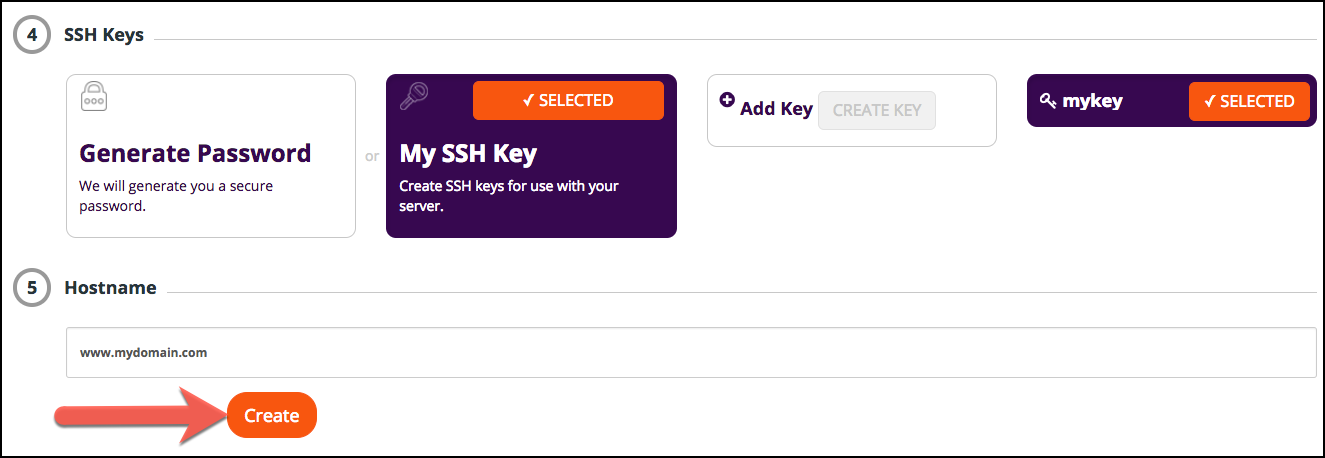 4 SSH Keys
✓ SELECTED
Generate Password
We will generate you a secure
password.
or
My SSH Key
Create SSH keys for use with your
server.
Add Key CREATE KEY
mykey ✓ SELECTED
5 Hostname
www.mydomain.com
Create